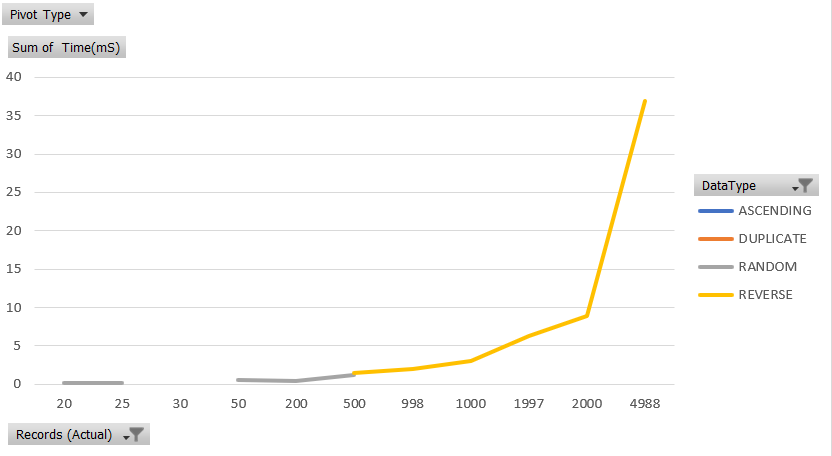 Pivot Type
Sum of Time(mS)
40
35
30
25
20
15
10
5
0
20 25 30 50 200 500 998 1000 1997 2000 4988
Records (Actual)
DataType
ASCENDING
DUPLICATE
RANDOM
REVERSE